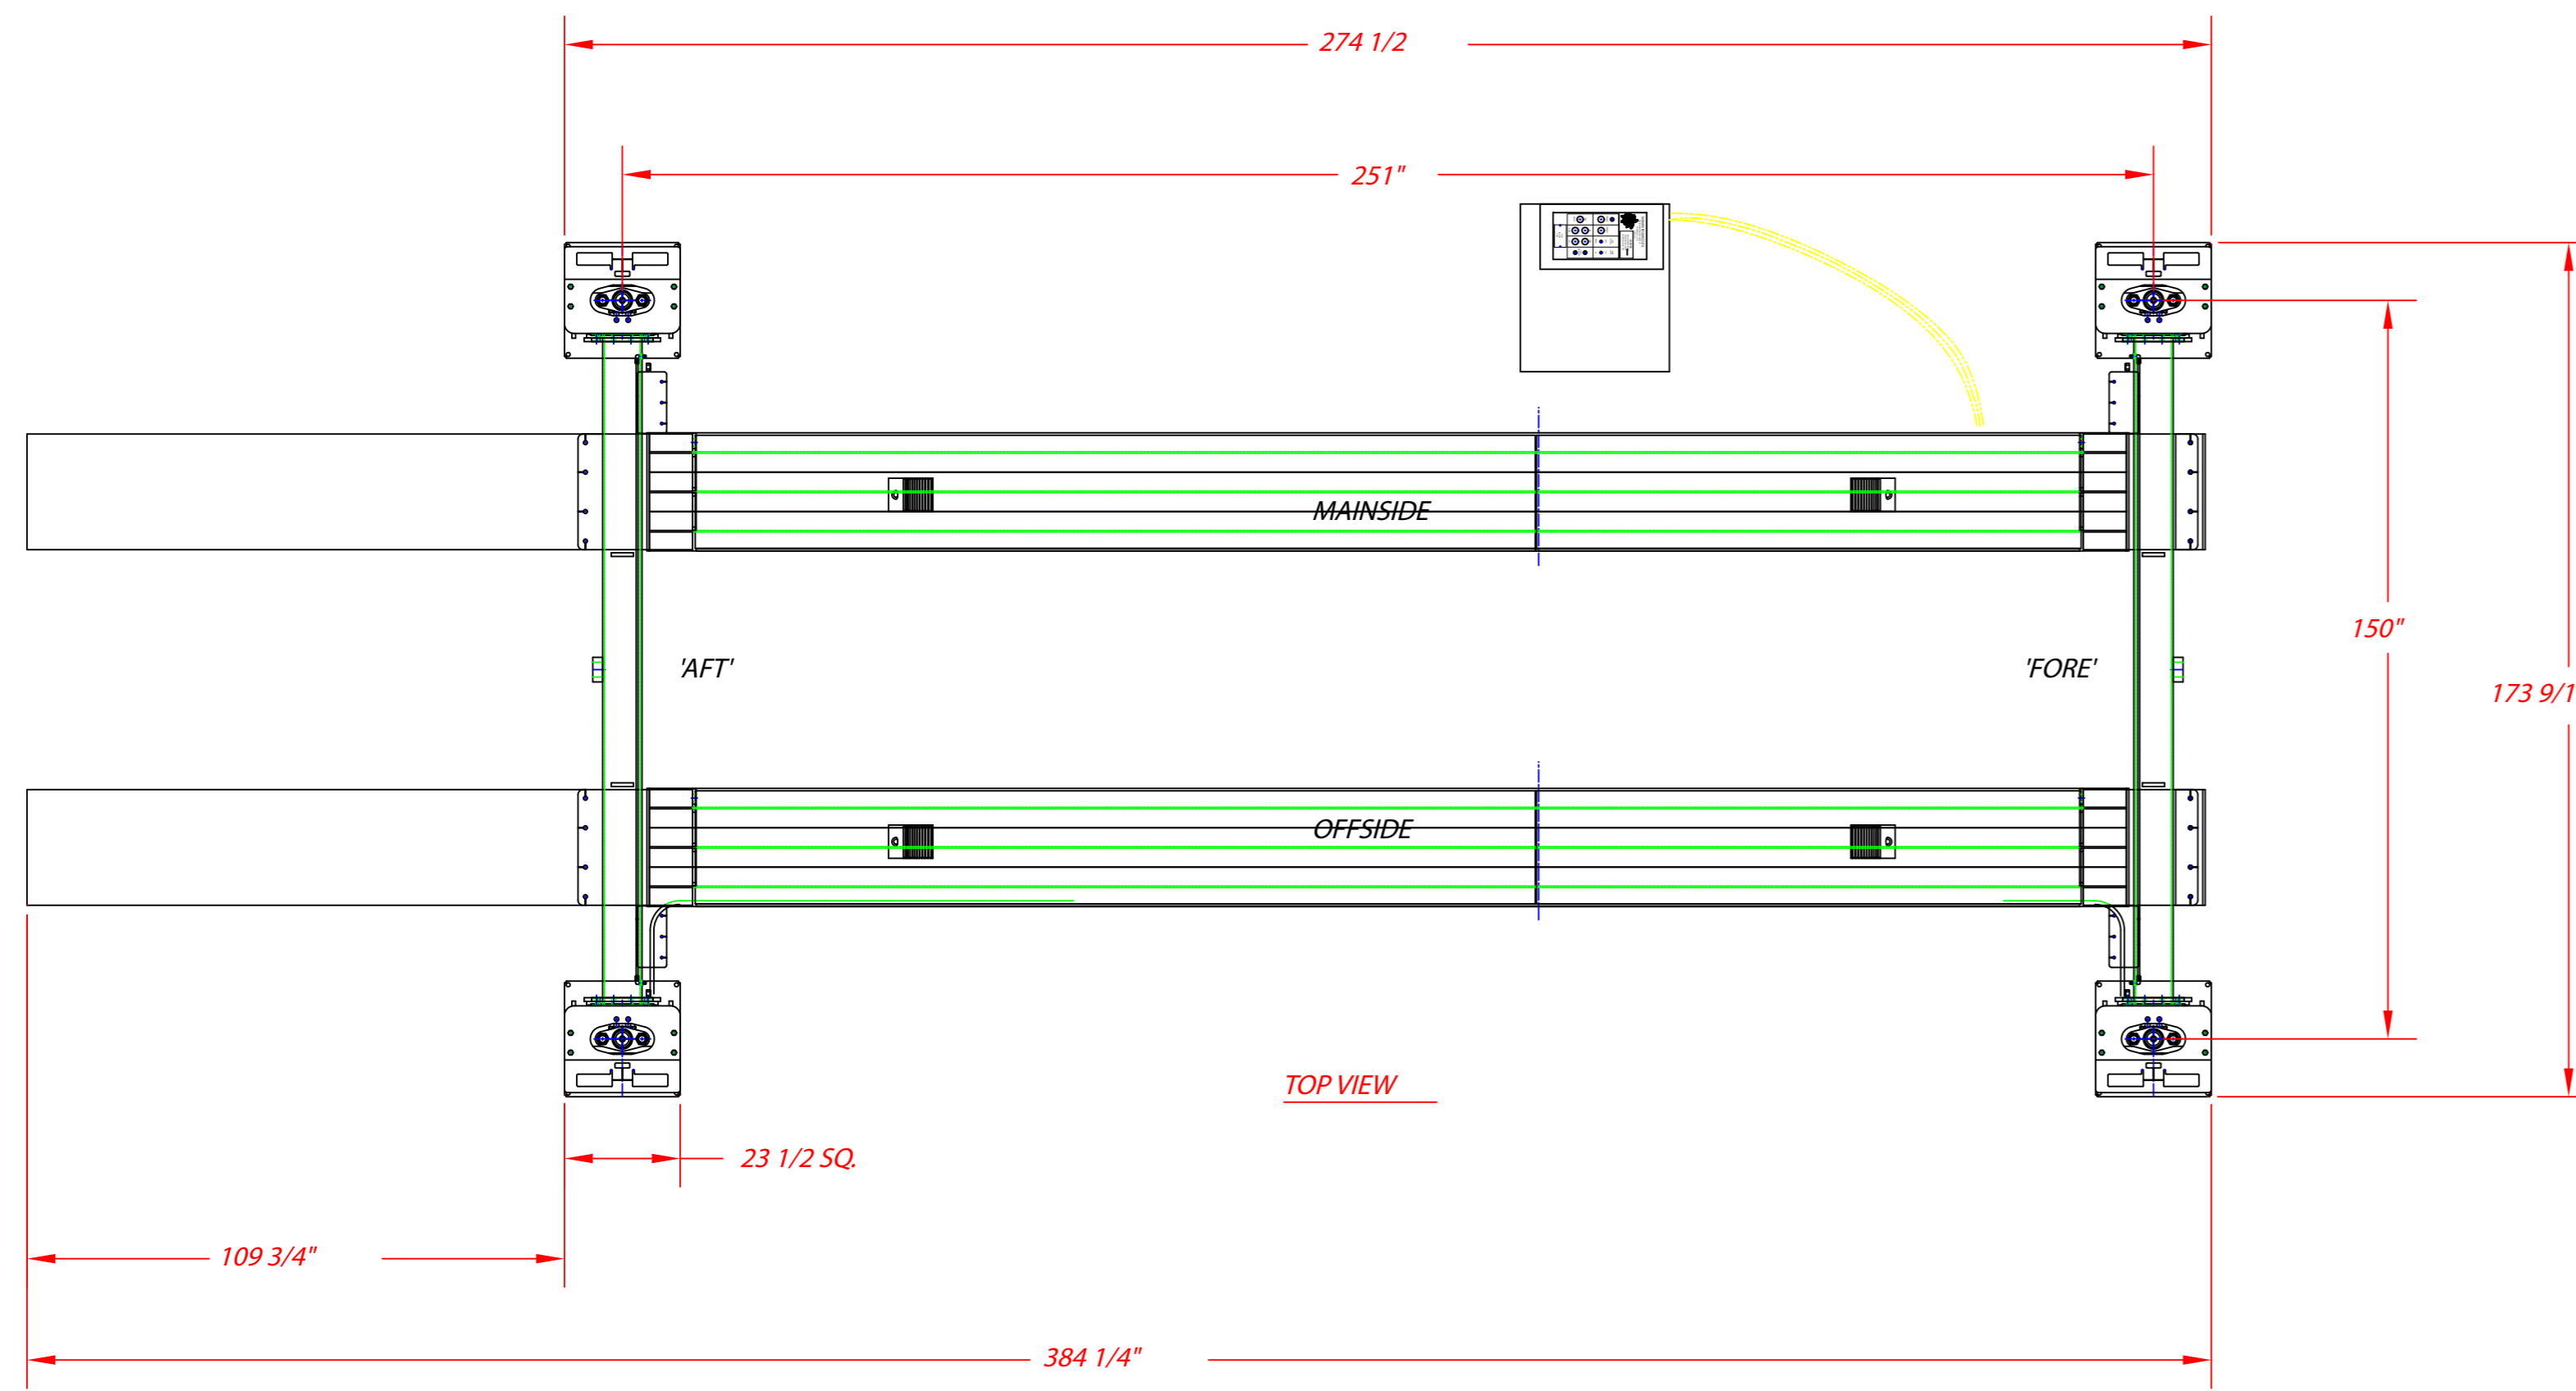 274 1/2
251"
MAINSIDE
150"
'AFT'
'FORE'
173 9/1
OFFSIDE
TOP VIEW
23 1/2 SQ.
109 3/4"
384 1/4"